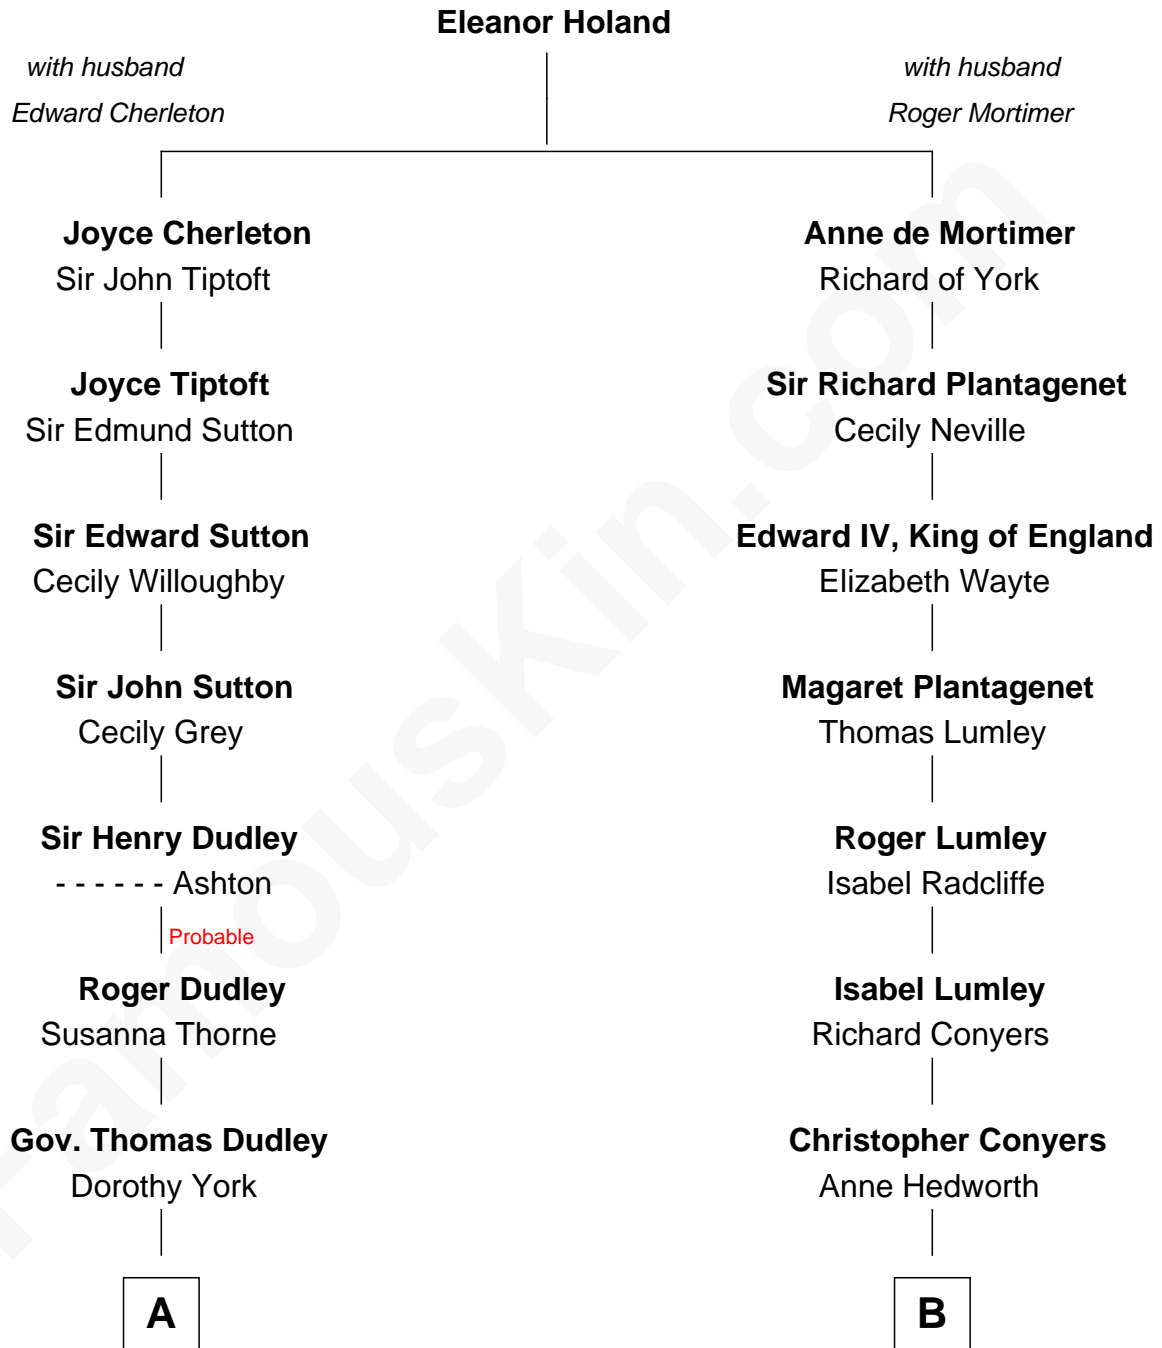 Eleanor Holand
with husband
Edward Cherleton
with husband
Roger Mortimer
Joyce Cherleton
Sir John Tiptoft
Anne de Mortimer
Richard of York
Joyce Tiptoft
Sir Edmund Sutton
Sir Richard Plantagenet
Cecily Neville
Sir Edward Sutton
Cecily Willoughby
Edward IV, King of England
Elizabeth Wayte
Sir John Sutton
Cecily Grey
Magaret Plantagenet
Thomas Lumley
Sir Henry Dudley
- - - - - - Ashton
Roger Lumley
Isabel Radcliffe
Probable
Roger Dudley
Susanna Thorne
Isabel Lumley
Richard Conyers
Gov. Thomas Dudley
Dorothy York
Christopher Conyers
Anne Hedworth
A
B
FamousKin.com